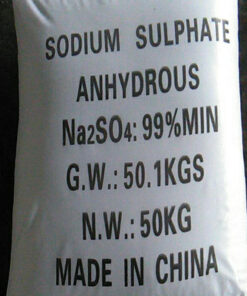 SODIUM SULPHATE
ANHYDROUS
Na2SO4: 99%MIN
G.W.: 50.1KGS
N.W.: 50KG
MADE IN CHINA